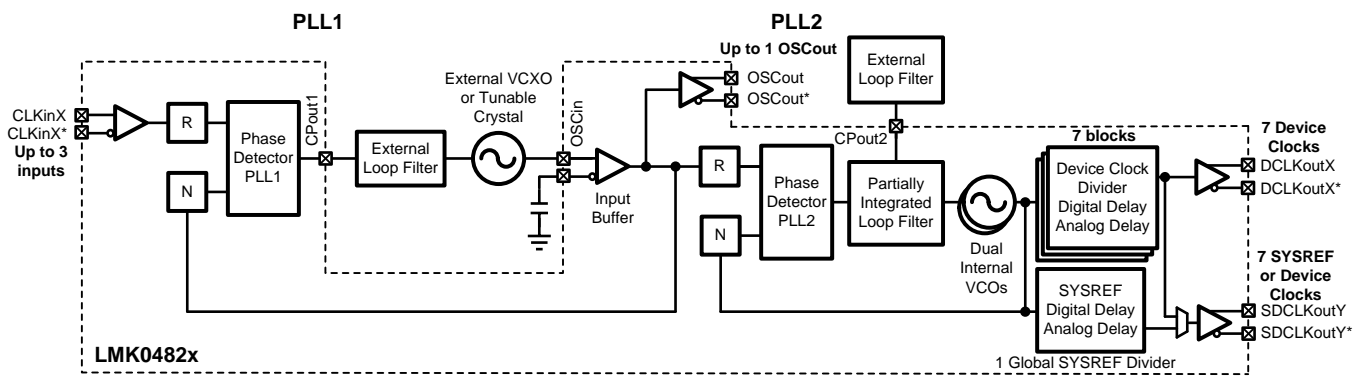 PLL1
PLL2
Up to 1 OSCout
External
Loop Filter
External VCXO
or Tunable
Crystal
OSCin
OSCout
OSCout*
CLKinX
CLKinX*
Up to 3
inputs
R
N
Phase
Detector
PLL1
CPout1
External
Loop Filter
Input
Buffer
R
N
Phase
Detector
PLL2
CPout2
Partially
Integrated
Loop Filter
Dual
Internal
VCOs
7 blocks
Device Clock
Divider
Digital Delay
Analog Delay
7 Device
Clocks
DCLKoutX
DCLKoutX*
SYSREF
Digital Delay
Analog Delay
1 Global SYSREF Divider
7 SYSREF
or Device
Clocks
SDCLKoutY
SDCLKoutY*
LMK0482x